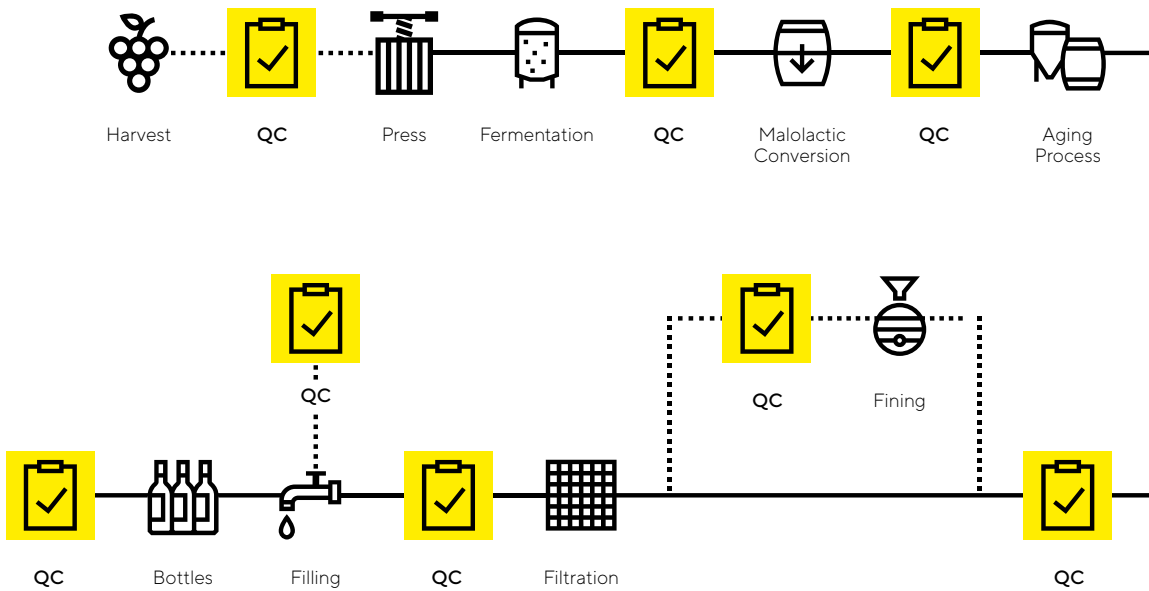 Harvest
QC
Press
Fermentation
QC
Malolactic
Conversion
QC
Aging
Process
QC
QC
Fining
QC
Bottles
Filling
QC
Filtration
QC